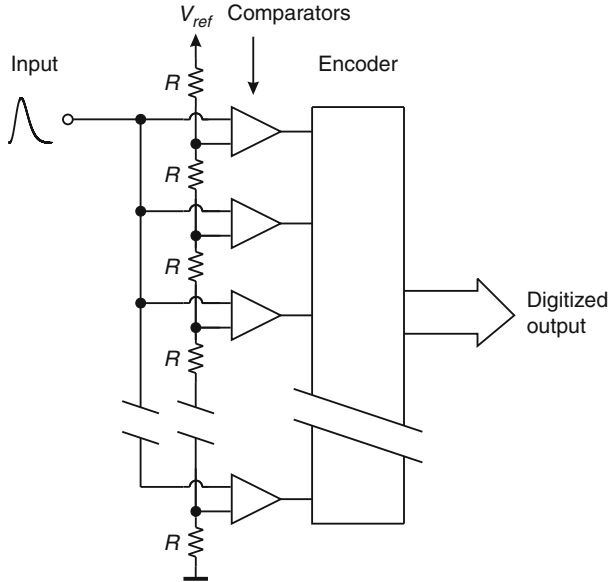 V_ref
Comparators
Input
Encoder
R
R
R
R
Digitized
output
R